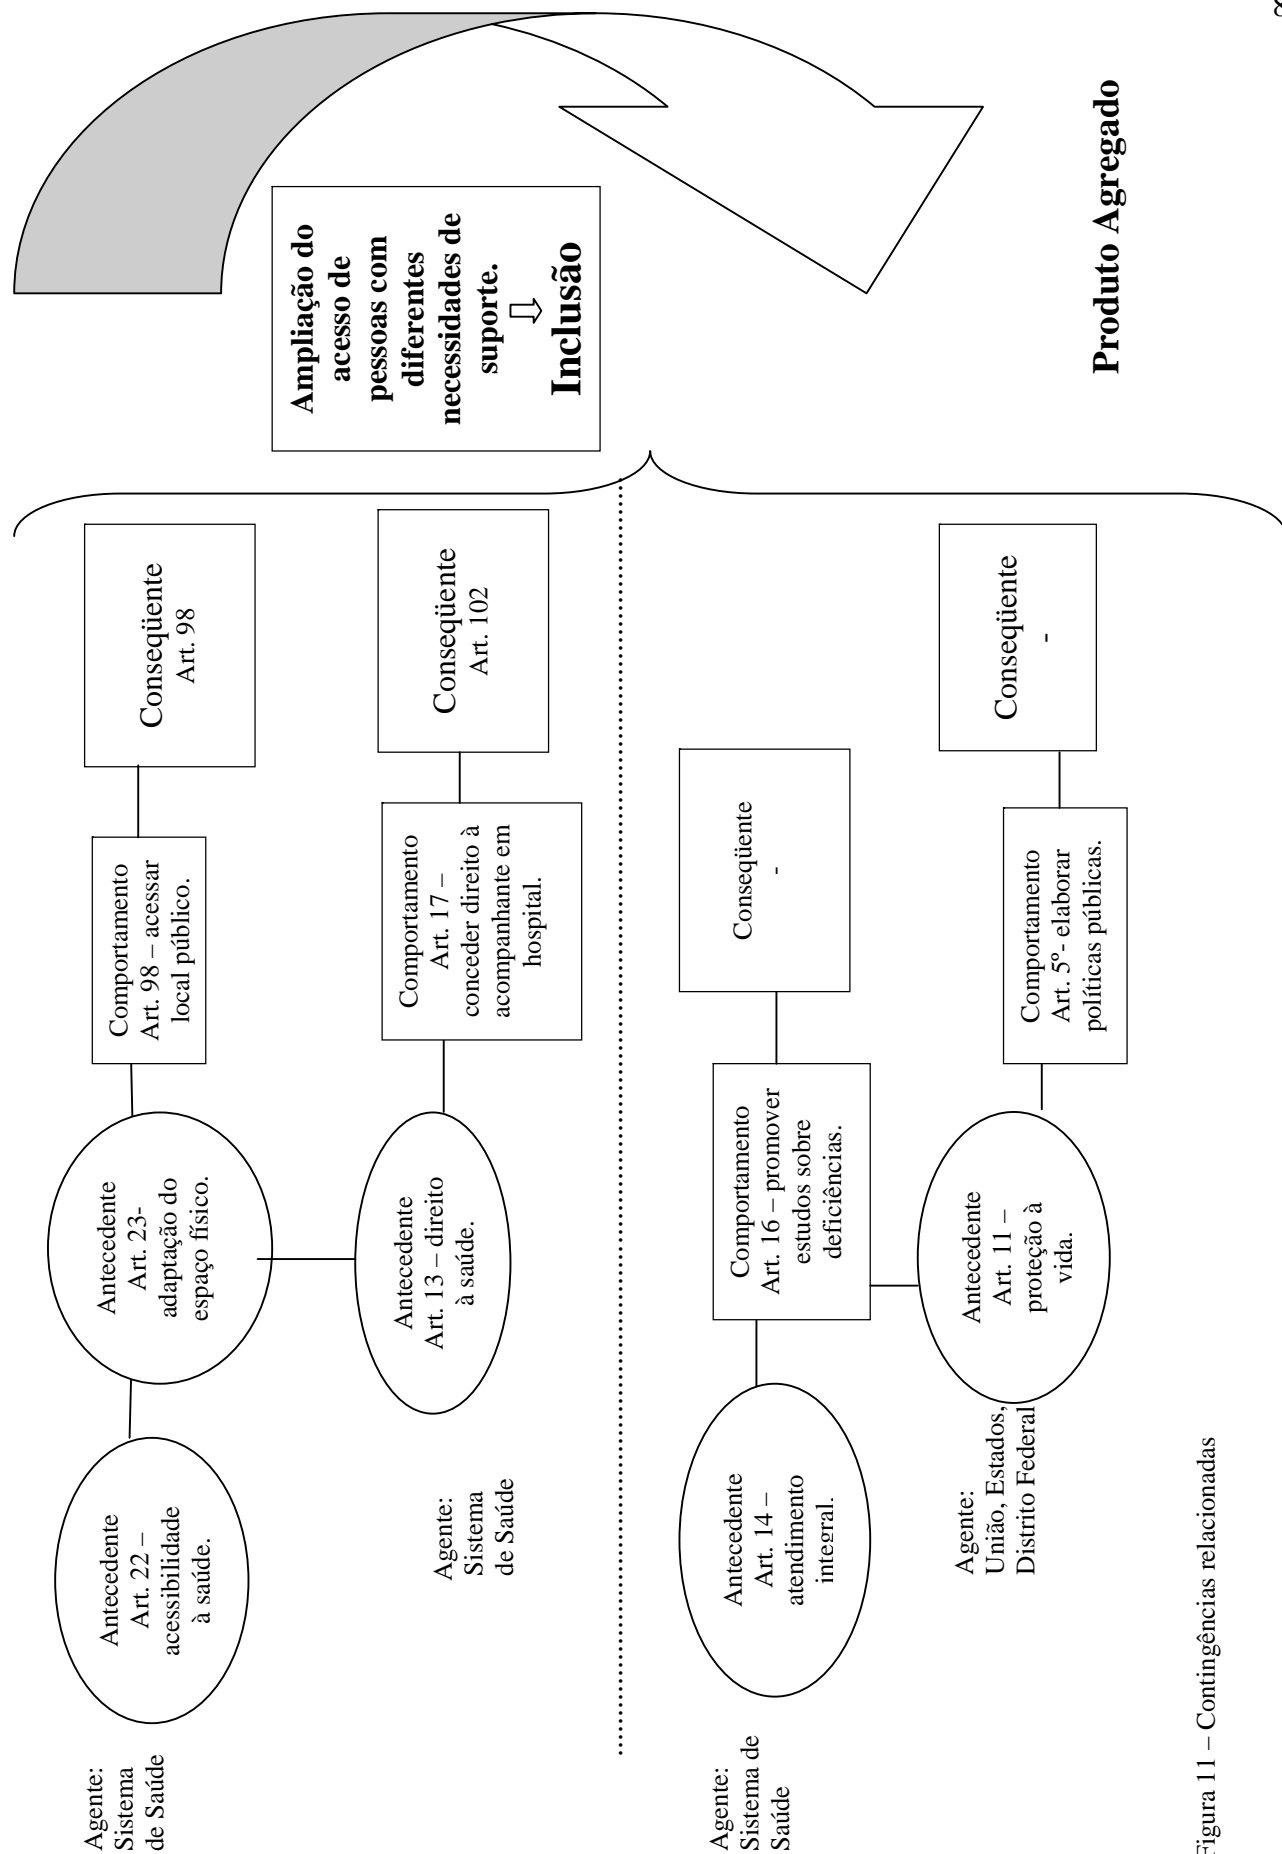 Agente:
Sistema
de Saúde
Antecedente
Art. 22 –
acessibilidade
à saúde.
Antecedente
Art. 23-
adaptação do
espaço físico.
Comportamento
Art. 98 – acessar
local público.
Conseqüente
Art. 98
Agente:
Sistema
de Saúde
Antecedente
Art. 13 – direito
à saúde.
Comportamento
Art. 17 –
conceder direito à
acompanhante em
hospital.
Conseqüente
Art. 102
Ampliação do
acesso de
pessoas com
diferentes
necessidades de
suporte.
Inclusão
Agente:
Sistema de
Saúde
Antecedente
Art. 14 –
atendimento
integral.
Comportamento
Art. 16 – promover
estudos sobre
deficiências.
Conseqüente
-
Agente:
União, Estados,
Distrito Federal
Antecedente
Art. 11 –
proteção à
vida.
Comportamento
Art. 5º- elaborar
políticas públicas.
Conseqüente
-
Produto Agregado
Figura 11 – Contingências relacionadas